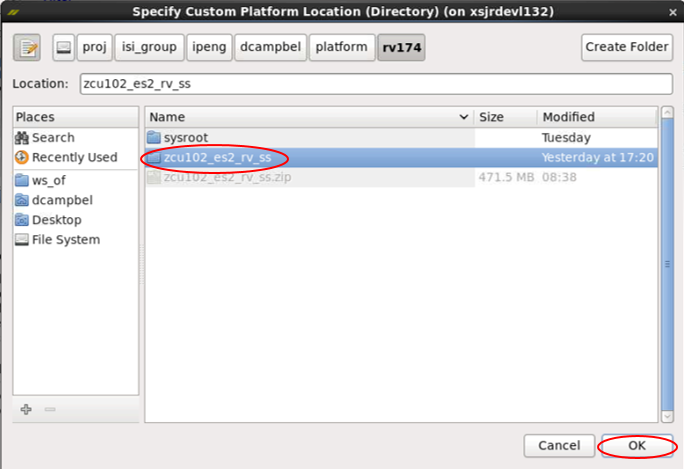 Specify Custom Platform Location (Directory) (on xsjrdevl132)
proj isi_group ipeng dcampbel platform rv174 Create Folder
Location: zcu102_es2_rv_ss
Places Name Size Modified
Search sysroot Tuesday
Recently Used zcu102_es2_rv_ss Yesterday at 17:20
ws_of zcu102_es2_rv_ss.zip 471.5 MB 08:38
dcampbel
Desktop
File System
Cancel OK